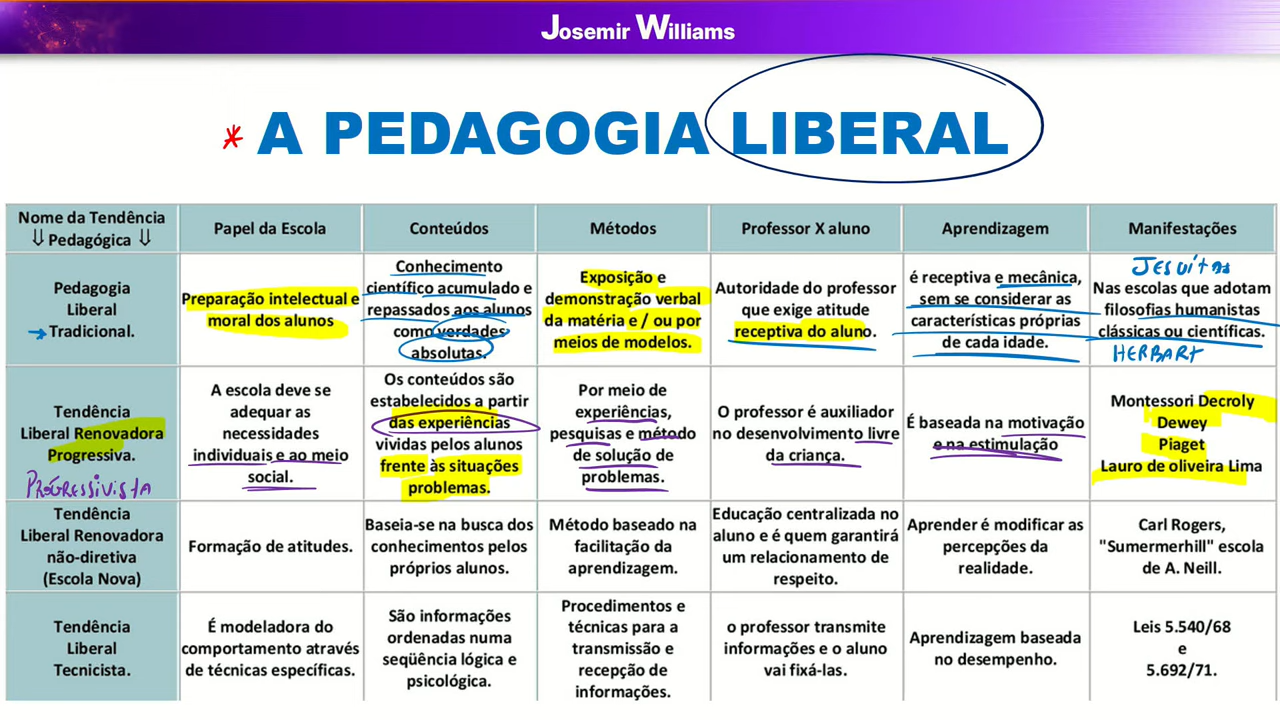 Josemir Williams
* A PEDAGOGIA LIBERAL
Nome da Tendência
⇓ Pedagógica ⇓
Papel da Escola
Conteúdos
Métodos
Professor X aluno
Aprendizagem
Manifestações
Pedagogia
Liberal
Tradicional.
Preparação intelectual e
moral dos alunos
Conhecimento
científico acumulado e
repassados aos alunos
como verdades
absolutas.
Exposição e
demonstração verbal
da matéria e / ou por
meios de modelos.
Autoridade do professor
que exige atitude
receptiva do aluno.
é receptiva e mecânica,
sem se considerar as
características próprias
de cada idade.
JESUÍTAS
Nas escolas que adotam
filosofias humanistas
clássicas ou científicas.
HERBART
Tendência
Liberal Renovadora
Progressiva.
PROGRESSIVISTA
A escola deve se
adequar as
necessidades
individuais e ao meio
social.
Os conteúdos são
estabelecidos a partir
das experiências
vividas pelos alunos
frente às situações
problemas.
Por meio de
experiências,
pesquisas e método
de solução de
problemas.
O professor é auxiliador
no desenvolvimento livre
da criança.
É baseada na motivação
e na estimulação
Montessori Decroly
Dewey
Piaget
Lauro de oliveira Lima
Tendência
Liberal Renovadora
não-diretiva
(Escola Nova)
Formação de atitudes.
Baseia-se na busca dos
conhecimentos pelos
próprios alunos.
Método baseado na
facilitação da
aprendizagem.
Educação centralizada no
aluno e é quem garantirá
um relacionamento de
respeito.
Aprender é modificar as
percepções da
realidade.
Carl Rogers,
"Sumermerhill" escola
de A. Neill.
Tendência
Liberal
Tecnicista.
É modeladora do
comportamento através
de técnicas específicas.
São informações
ordenadas numa
seqüência lógica e
psicológica.
Procedimentos e
técnicas para a
transmissão e
recepção de
informações.
o professor transmite
informações e o aluno
vai fixá-las.
Aprendizagem baseada
no desempenho.
Leis 5.540/68
e
5.692/71.